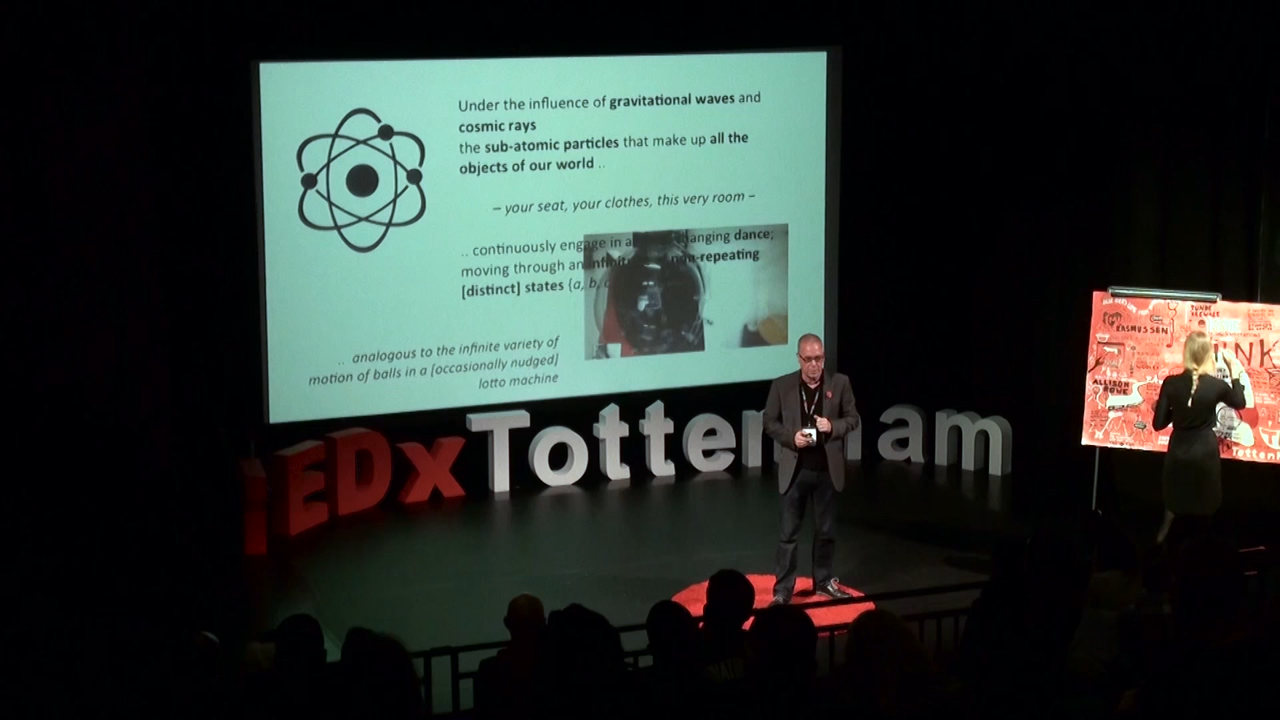 Under the influence of gravitational waves and
cosmic rays
the sub-atomic particles that make up all the
objects of our world ..
– your seat, your clothes, this very room –
.. continuously engage in a changing dance;
moving through an infinite non-repeating
[distinct] states {a, b,
.. analogous to the infinite variety of
motion of balls in a [occasionally nudged]
lotto machine
TEDxTottenham
RASMUSSEN
ALLISON